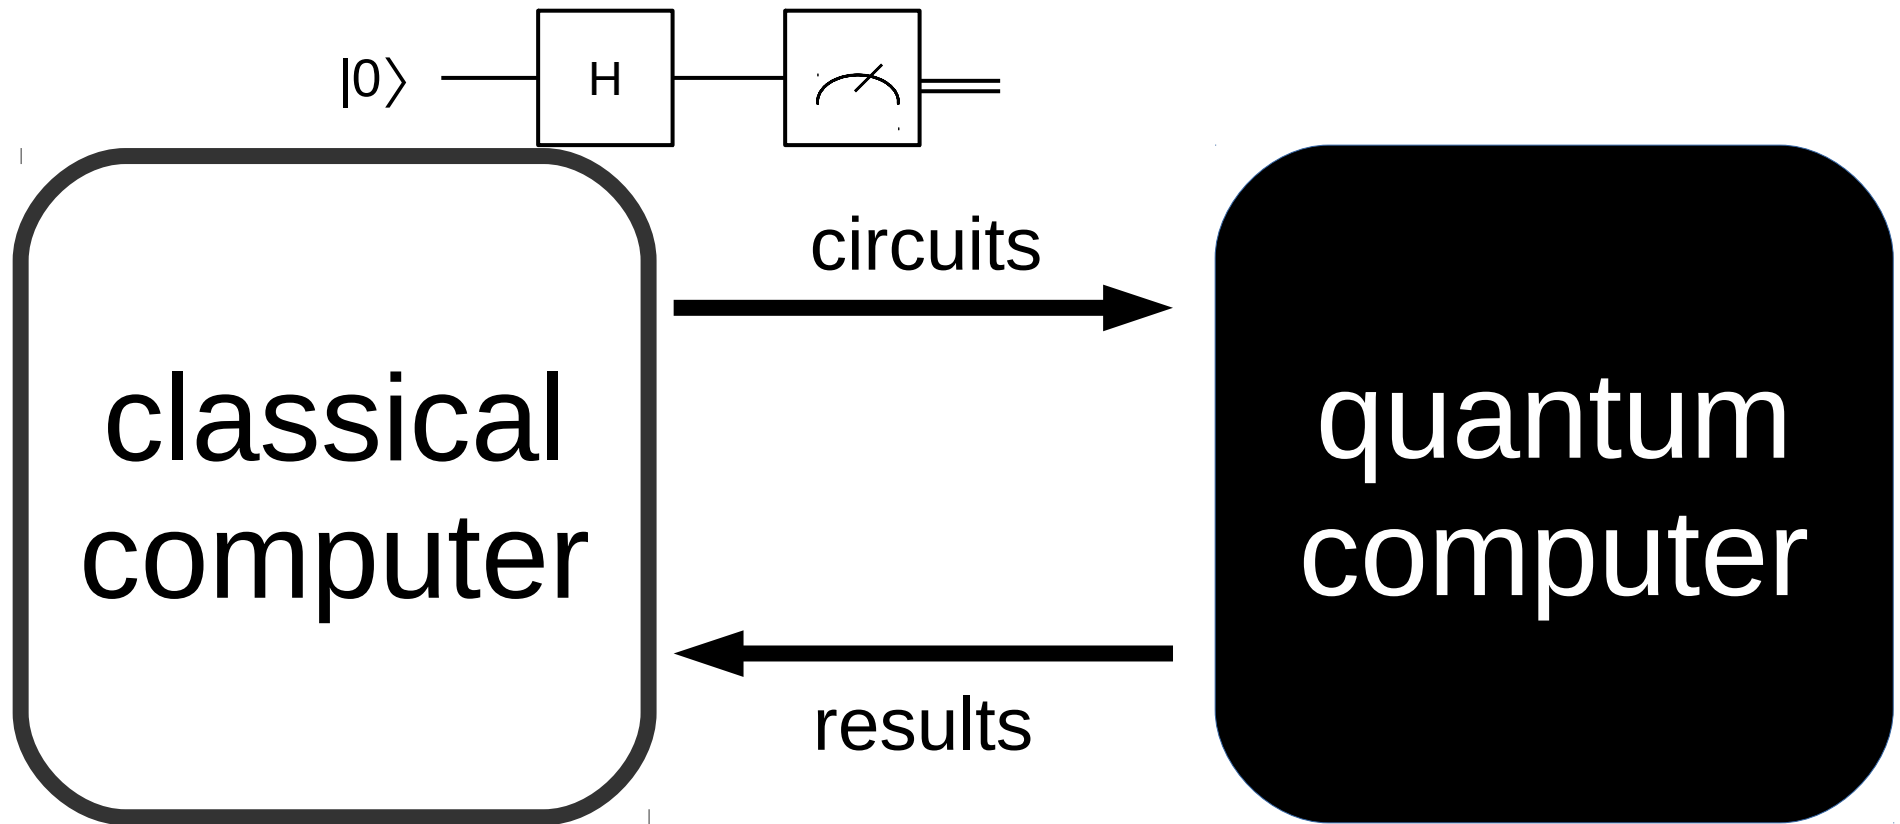 |0⟩ H
circuits
classical
computer
quantum
computer
results